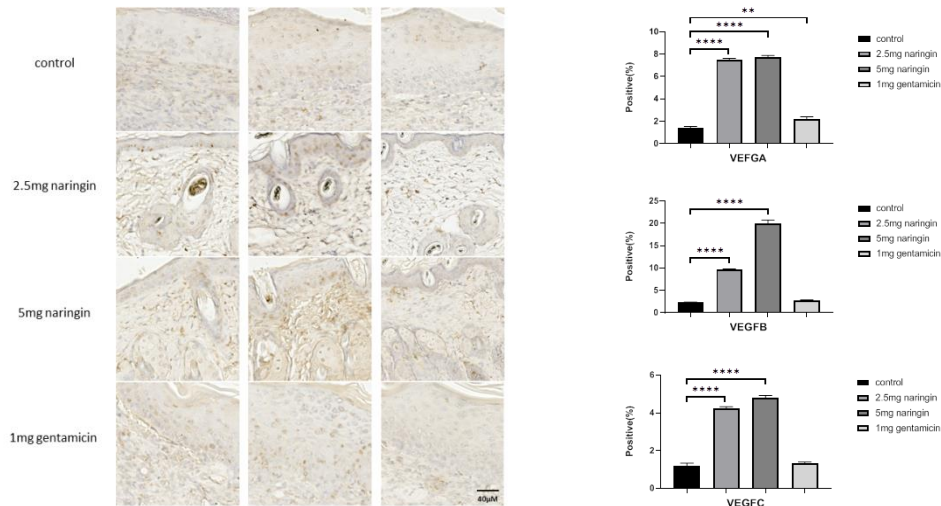 control
2.5mg naringin
5mg naringin
1mg gentamicin
40μM
**
****
****
10
8
6
4
2
0
Positive(%)
VEFGA
control
2.5mg naringin
5mg naringin
1mg gentamicin
****
****
25
20
15
10
5
0
Positive(%)
VEGFB
control
2.5mg naringin
5mg naringin
1mg gentamicin
****
****
6
4
2
0
Positive(%)
VEGFC
control
2.5mg naringin
5mg naringin
1mg gentamicin